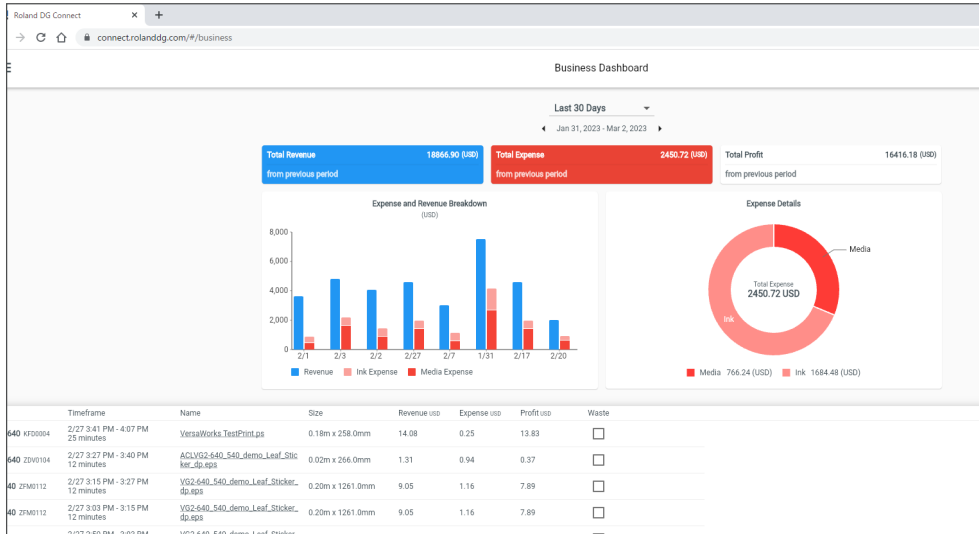 Roland DG Connect
connect.rolanddg.com/#/business
Business Dashboard
Last 30 Days
Jan 31, 2023 - Mar 2, 2023
Total Revenue 18866.90 (USD)
from previous period
Total Expense 2450.72 (USD)
from previous period
Total Profit 16416.18 (USD)
from previous period
Expense and Revenue Breakdown
(USD)
8,000
6,000
4,000
2,000
0
2/1 2/3 2/2 2/27 2/7 1/31 2/17 2/20
Revenue Ink Expense Media Expense
Expense Details
Media
Total Expense
2450.72 USD
Ink
Media 766.24 (USD) Ink 1684.48 (USD)
Timeframe Name Size Revenue USD Expense USD Profit USD Waste
640 KFD0004 2/27 3:41 PM - 4:07 PM VersaWorks TestPrint.ps 0.18m x 258.0mm 14.08 0.25 13.83
25 minutes
640 ZDV0104 2/27 3:27 PM - 3:40 PM ACLVG2-640_540_demo_Leaf_Stic 0.02m x 266.0mm 1.31 0.94 0.37
12 minutes ker_dp.eps
40 ZFM0112 2/27 3:15 PM - 3:27 PM VG2-640_540_demo_Leaf_Sticker_ 0.20m x 1261.0mm 9.05 1.16 7.89
12 minutes dp.eps
40 ZFM0112 2/27 3:03 PM - 3:15 PM VG2-640_540_demo_Leaf_Sticker_ 0.20m x 1261.0mm 9.05 1.16 7.89
12 minutes dp.eps